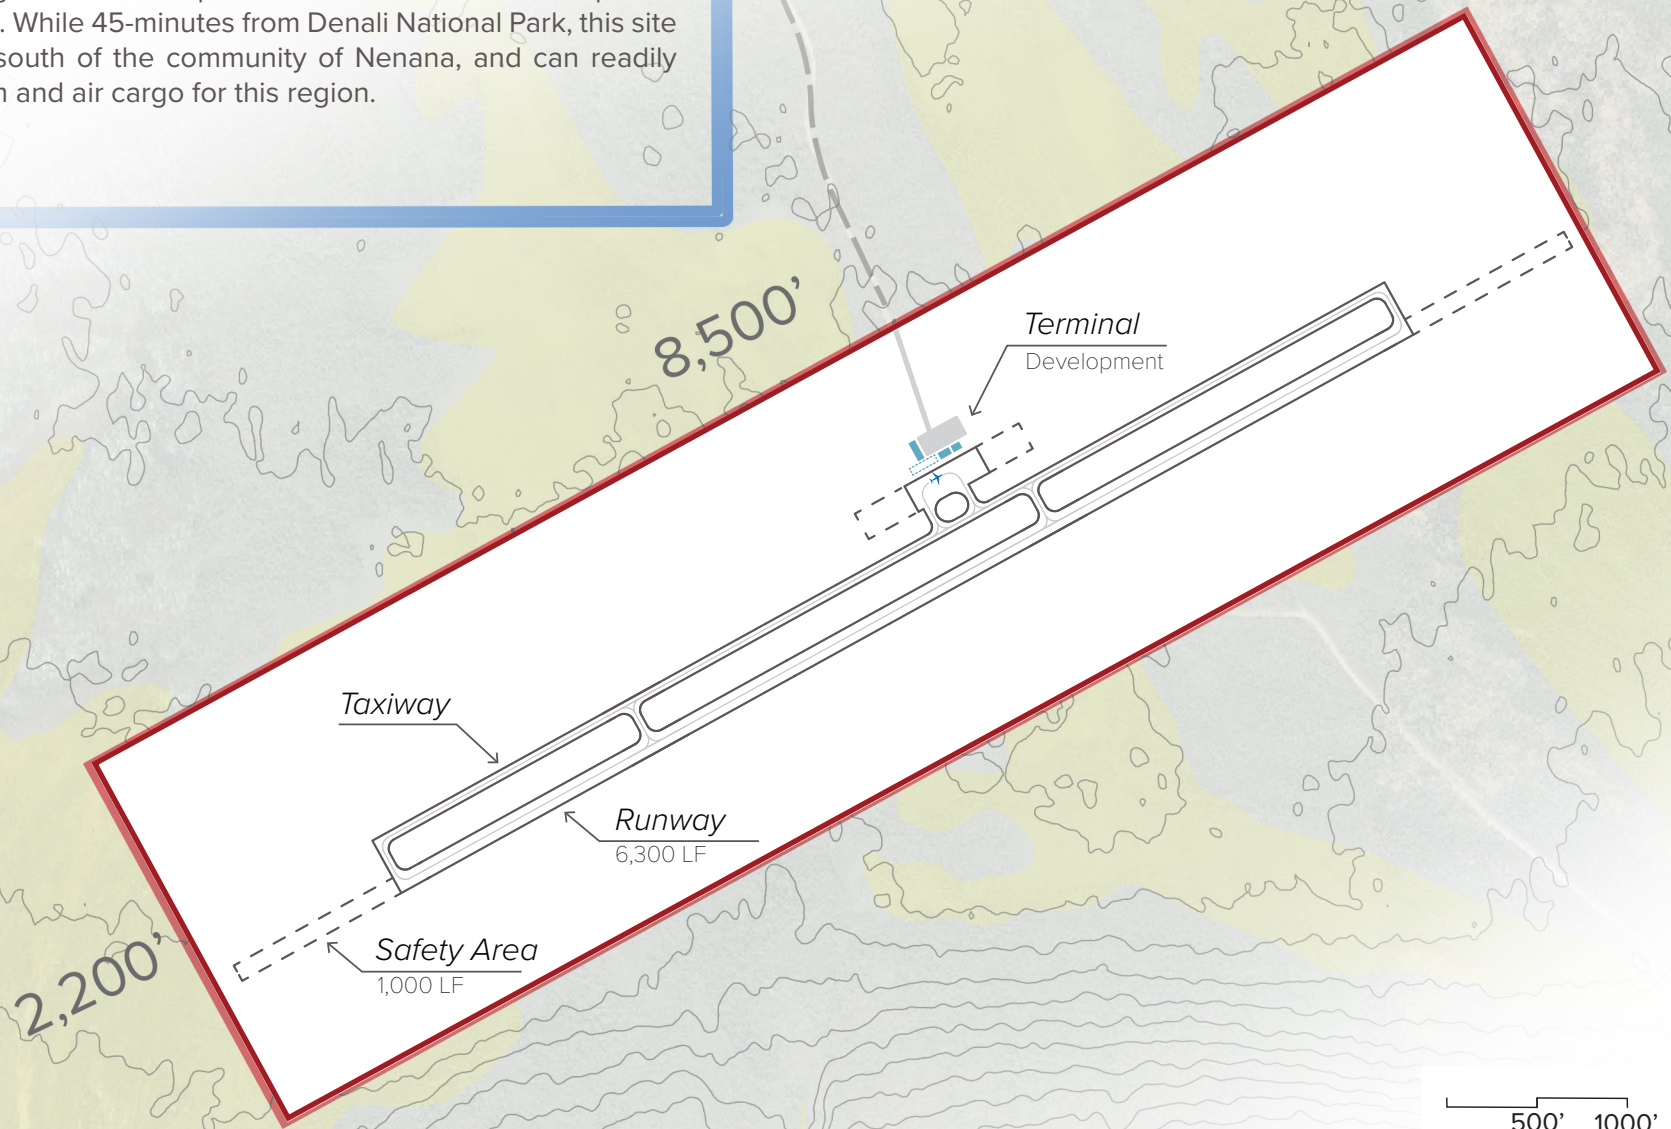 . While 45-minutes from Denali National Park, this site
south of the community of Nenana, and can readily
and air cargo for this region.
8,500’
Terminal
Development
Taxiway
Runway
6,300 LF
Safety Area
1,000 LF
2,200’
500’ 1000’